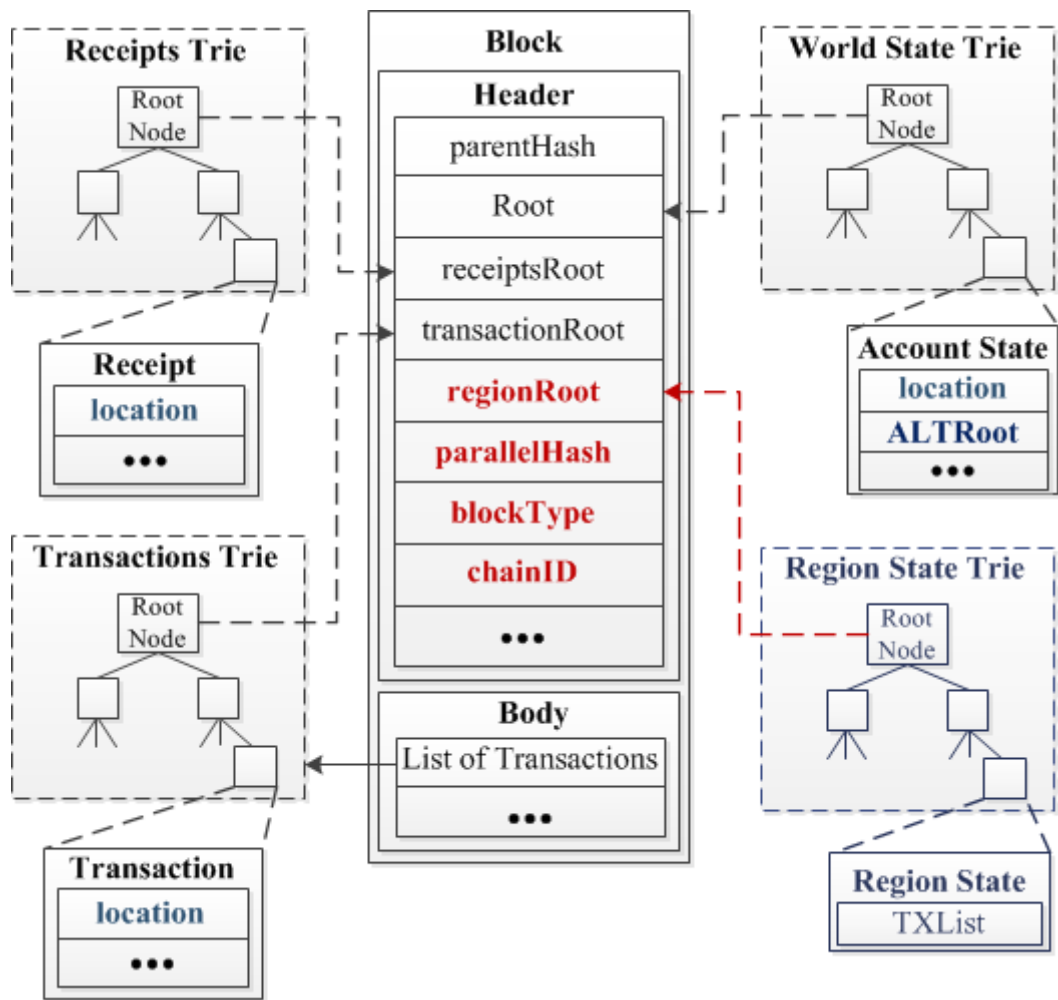 Receipts Trie
Root
Node
Receipt
location
•••
Transactions Trie
Root
Node
Transaction
location
•••
Block
Header
parentHash
Root
receiptsRoot
transactionRoot
regionRoot
parallelHash
blockType
chainID
•••
Body
List of Transactions
•••
World State Trie
Root
Node
Account State
location
ALTRoot
•••
Region State Trie
Root
Node
Region State
TXList